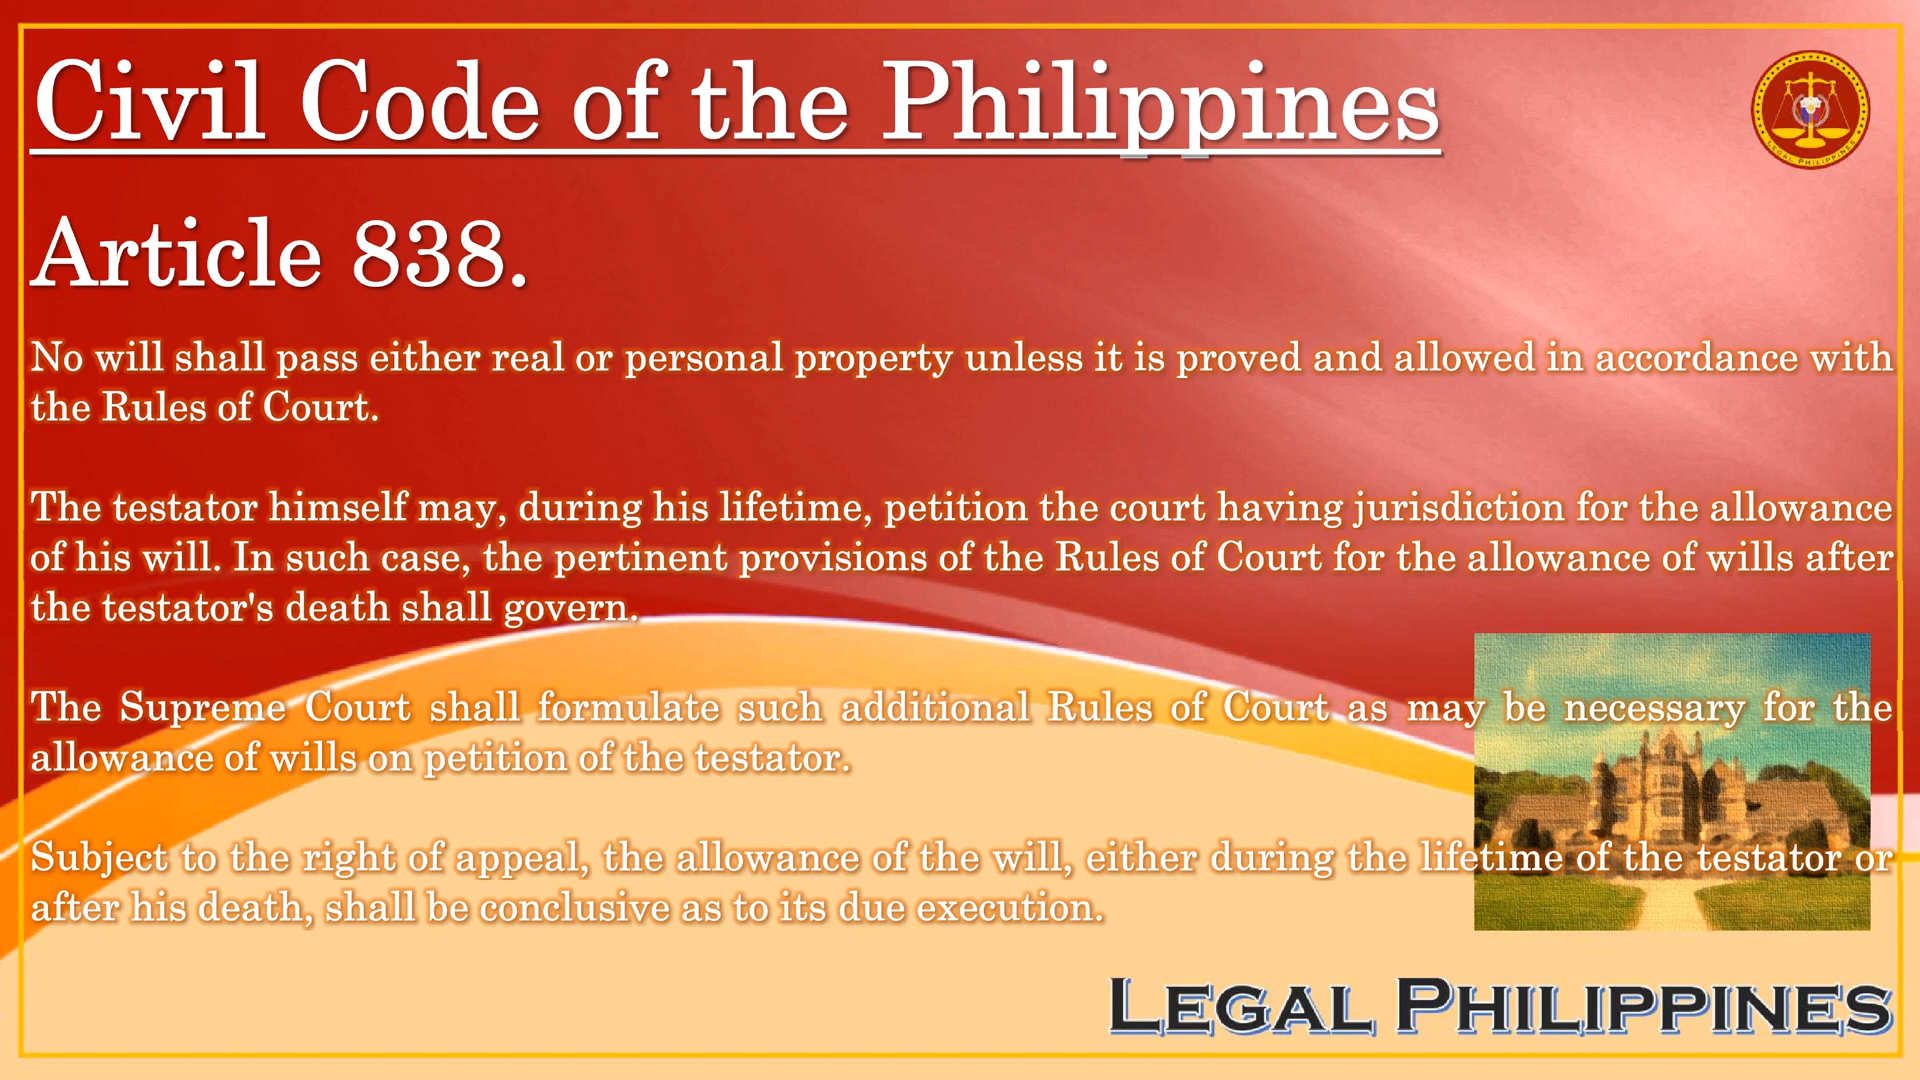 Civil Code of the Philippines
LEGAL PHILIPPINES
Article 838.
No will shall pass either real or personal property unless it is proved and allowed in accordance with
the Rules of Court.
The testator himself may, during his lifetime, petition the court having jurisdiction for the allowance
of his will. In such case, the pertinent provisions of the Rules of Court for the allowance of wills after
the testator's death shall govern.
The Supreme Court shall formulate such additional Rules of Court as may be necessary for the
allowance of wills on petition of the testator.
Subject to the right of appeal, the allowance of the will, either during the lifetime of the testator or
after his death, shall be conclusive as to its due execution.
LEGAL PHILIPPINES